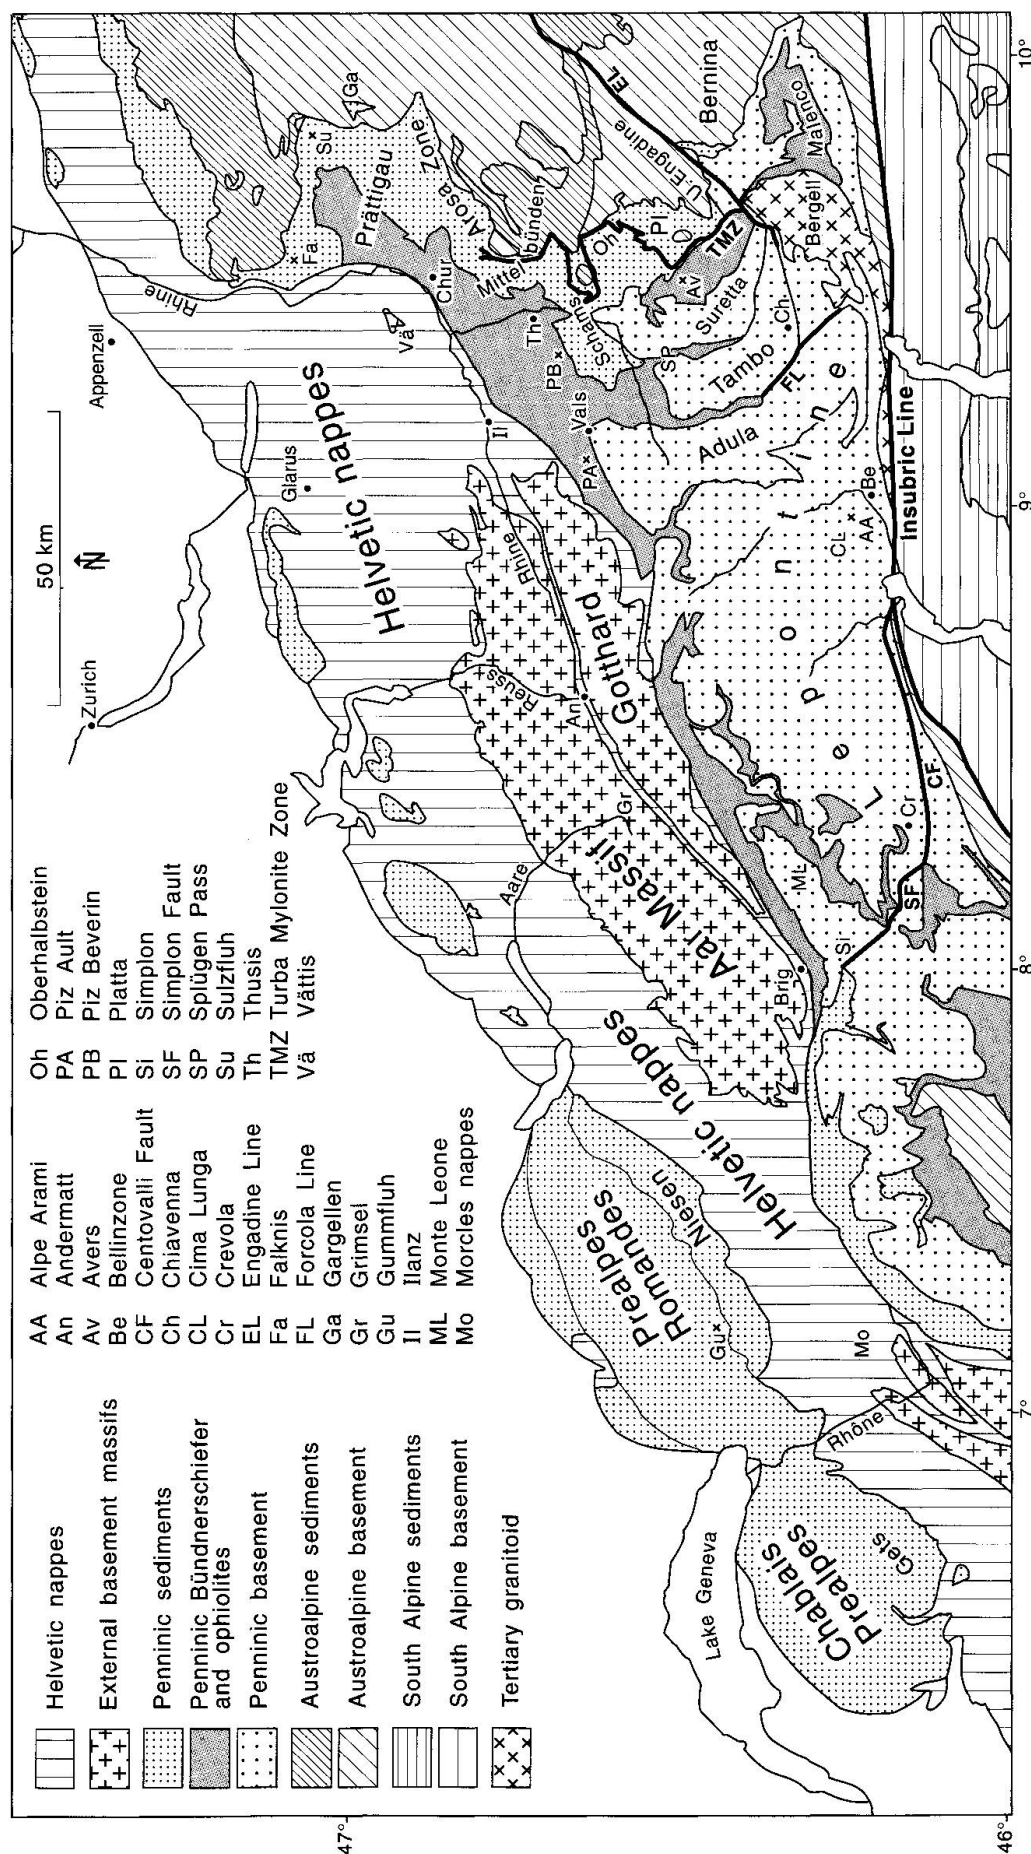 Helvetic nappes
External basement massifs
Penninic sediments
Penninic Bündnerschiefer
and ophiolites
Penninic basement
Austroalpine sediments
Austroalpine basement
South Alpine sediments
South Alpine basement
Tertiary granitoid
AA Alpe Arami
An Andermatt
Av Avers
Be Bellinzone
CF Centovalli Fault
Ch Chiavenna
CL Cima Lunga
Cr Crevola
EL Engadine Line
Fa Falknis
FL Forcola Line
Ga Gargellen
Gr Grimsel
Gu Gummfluh
Il Ilanz
ML Monte Leone
Mo Morcles nappes
Oh Oberhalbstein
PA Piz Ault
PB Piz Beverin
Pl Platta
Si Simplon
SF Simplon Fault
SP Splügen Pass
Su Sulzfluh
Th Thusis
TMZ Turba Mylonite Zone
Vä Vättis
50 km
N
Zurich
Appenzell
Rhine
Glarus
Helvetic nappes
Vä
Fa
Su
Ga
Prättigau
Arosa Zone
Chur
Mittel
bünden
Th
Schams
Oh
Il
PB
Vals
PA
Pl
U. Engadine
EL
Bernina
TMZ
Av
Suretta
SP
Tambo
Ch
FL
Adula
Bergell
Malenco
Rhine
Gotthard
Reuss
An
Aar Massif
Gr
Aare
Lepontine
CL
AA
Be
Insubric Line
CF
Cr
SF
ML
Si
Brig
Helvetic nappes
Prealpes
Romandes
Niesen
Gu
Mo
Rhône
Lake Geneva
Chablais
Prealpes
Gets
47°
46°
7°
8°
9°
10°